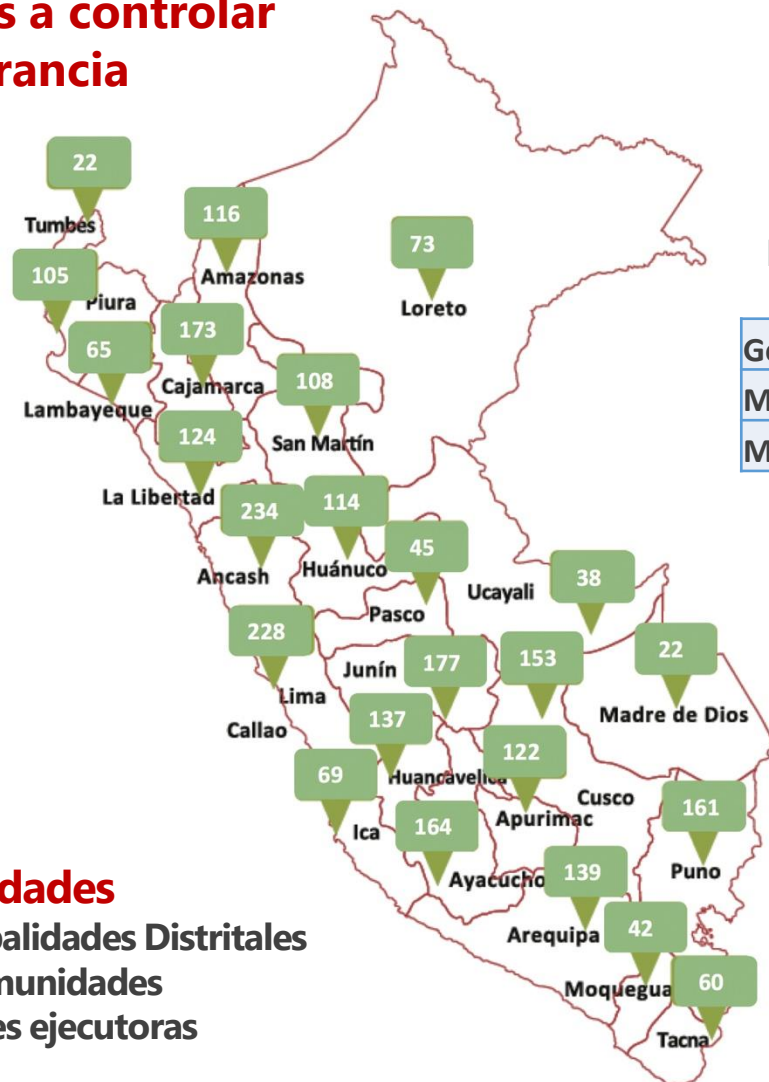 s a controlar
rancia
22
Tumbes
116
Amazonas
73
Loreto
105
Piura
173
Cajamarca
65
Lambayeque
108
San Martín
124
La Libertad
234
Ancash
114
Huánuco
45
Pasco
Ucayali
38
228
Lima
Callao
Junín
177
153
22
Madre de Dios
137
Huancavelica
122
Apurimac
Cusco
69
Ica
164
Ayacucho
161
Puno
139
Arequipa
42
Moquegua
60
Tacna
G
M
M
dades
alidades Distritales
munidades
es ejecutoras